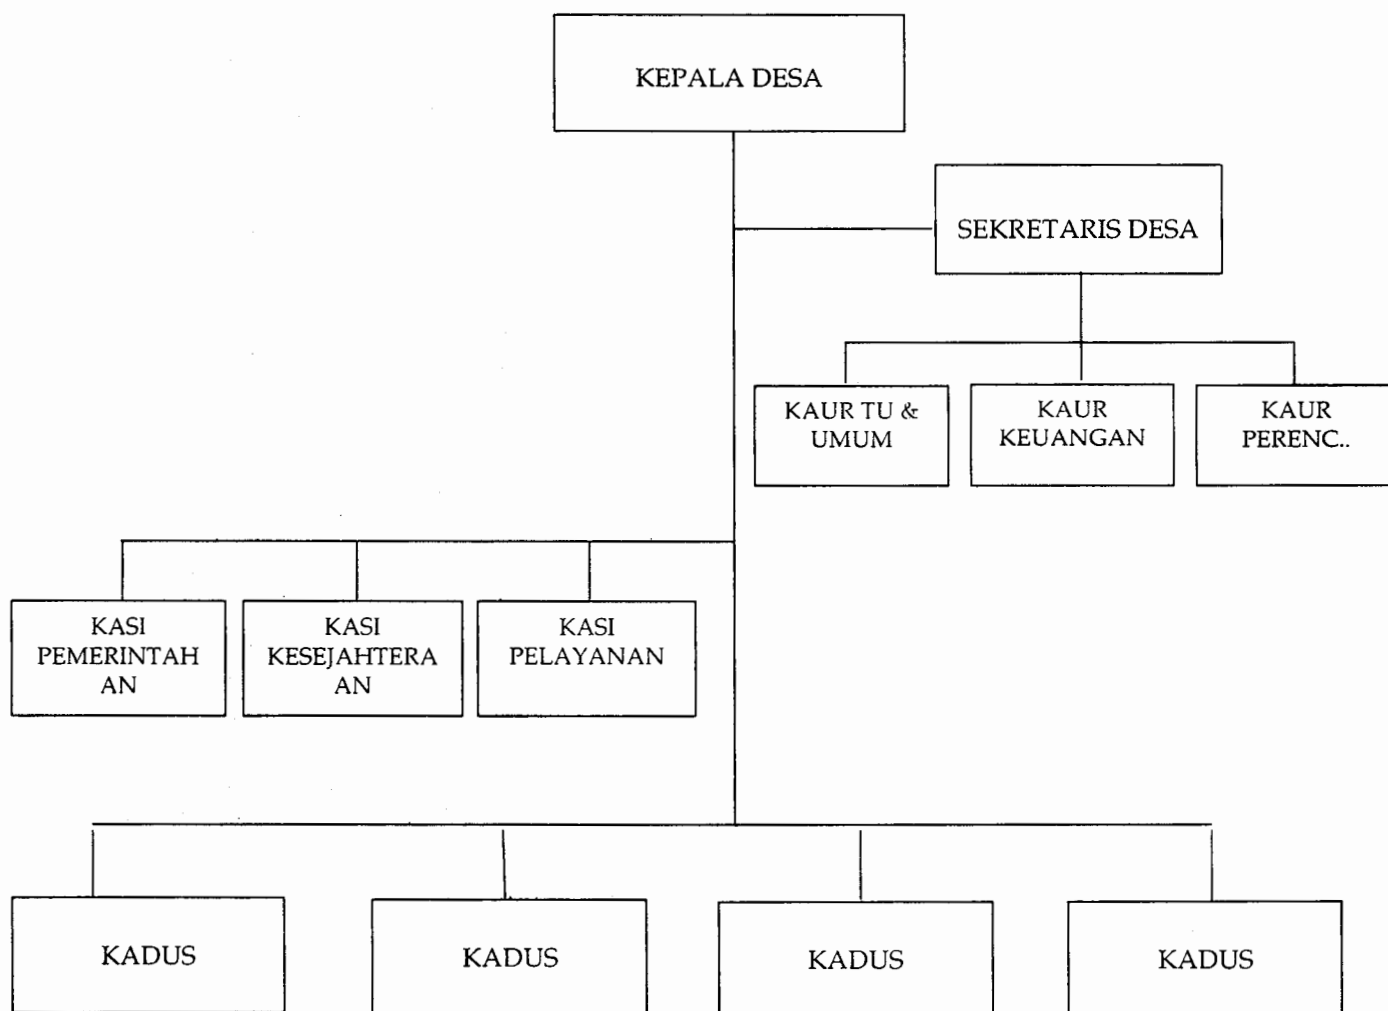 KEPALA DESA
SEKRETARIS DESA
KAUR TU &
UMUM
KAUR
KEUANGAN
KAUR
PERENC..
KASI
PEMERINTAH
AN
KASI
KESEJAHTERA
AN
KASI
PELAYANAN
KADUS
KADUS
KADUS
KADUS